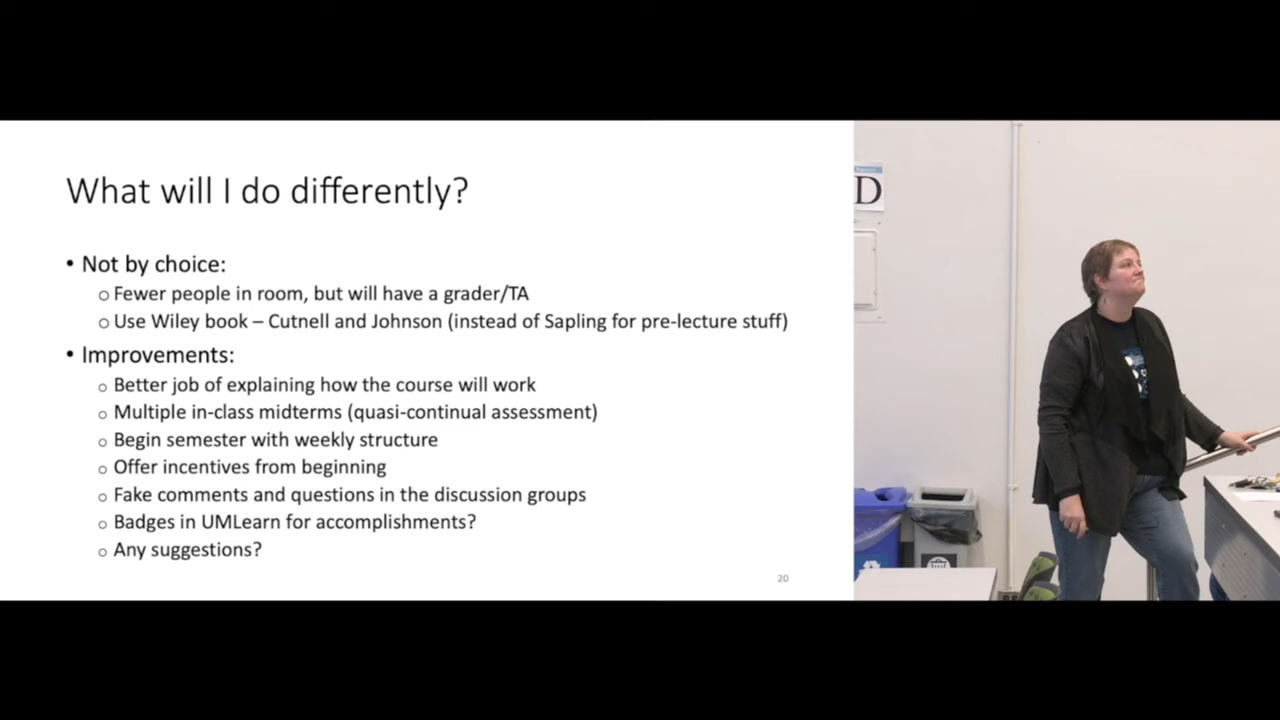 What will I do differently?
• Not by choice:
o Fewer people in room, but will have a grader/TA
o Use Wiley book – Cutnell and Johnson (instead of Sapling for pre-lecture stuff)
• Improvements:
o Better job of explaining how the course will work
o Multiple in-class midterms (quasi-continual assessment)
o Begin semester with weekly structure
o Offer incentives from beginning
o Fake comments and questions in the discussion groups
o Badges in UMLearn for accomplishments?
o Any suggestions?
20
D